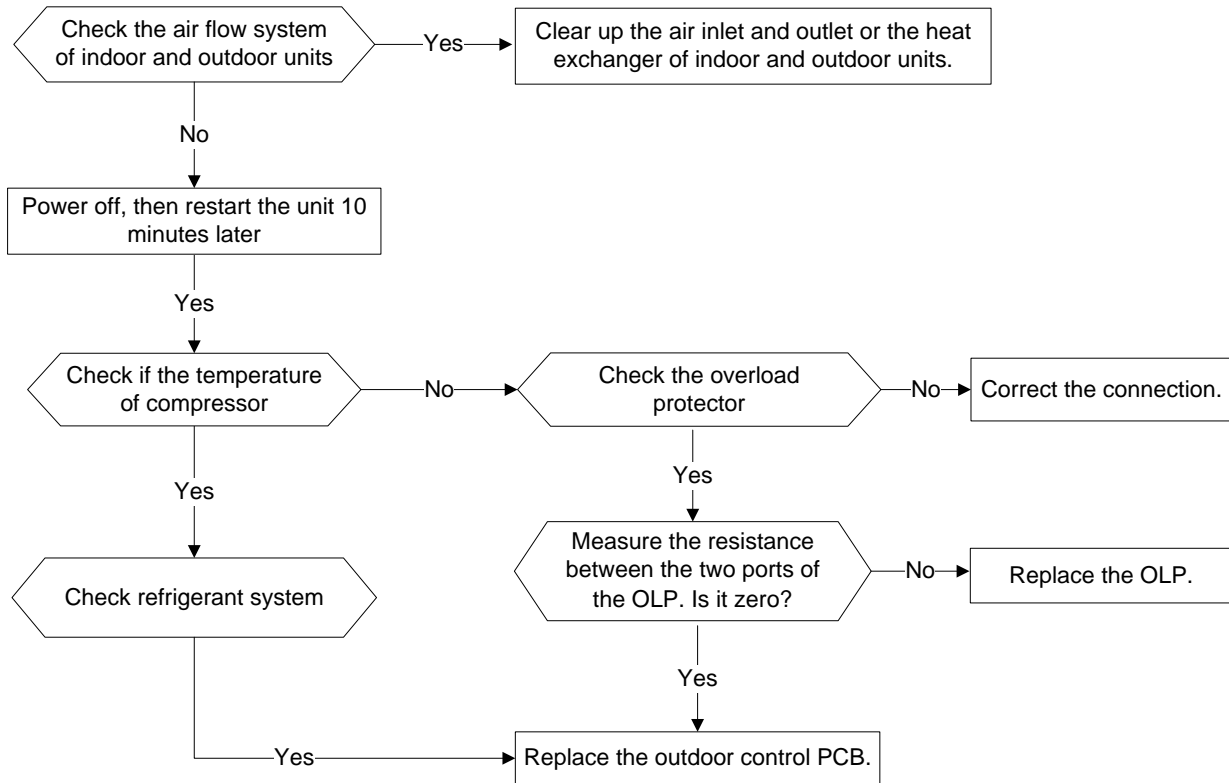 Check the air flow system
of indoor and outdoor units
Yes
Clear up the air inlet and outlet or the heat
exchanger of indoor and outdoor units.
No
Power off, then restart the unit 10
minutes later
Yes
Check if the temperature
of compressor
No
Check the overload
protector
No
Correct the connection.
Yes
Yes
Measure the resistance
between the two ports of
the OLP. Is it zero?
No
Replace the OLP.
Check refrigerant system
Yes
Yes
Replace the outdoor control PCB.